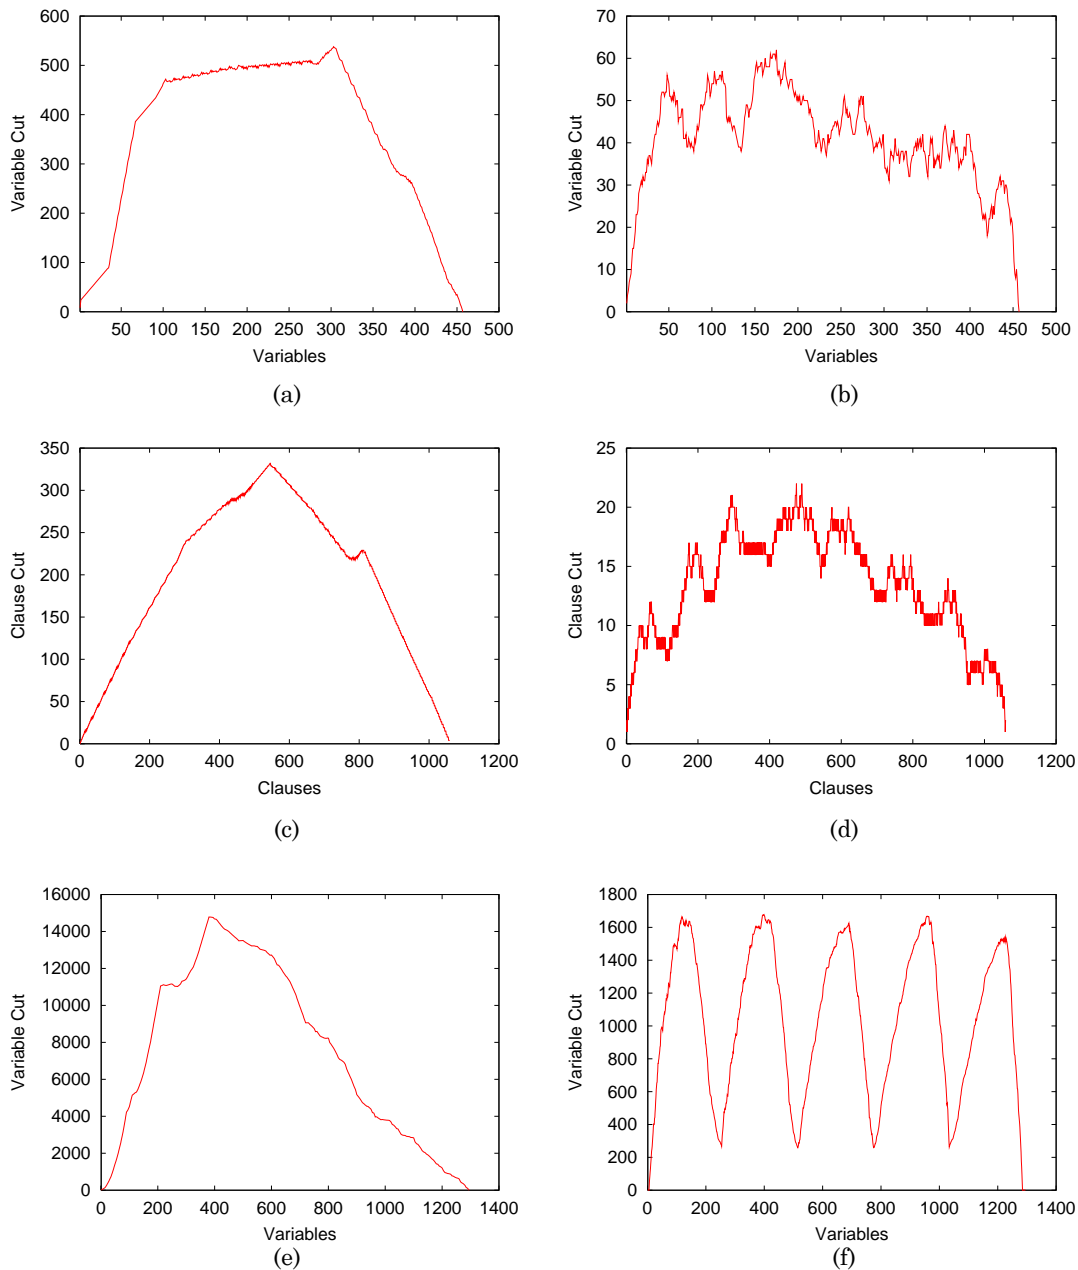 600
500
400
300
200
100
0
Variable Cut
50 100 150 200 250 300 350 400 450 500
Variables
(a)
70
60
50
40
30
20
10
0
Variable Cut
50 100 150 200 250 300 350 400 450 500
Variables
(b)
350
300
250
200
150
100
50
0
Clause Cut
0 200 400 600 800 1000 1200
Clauses
(c)
25
20
15
10
5
0
Clause Cut
0 200 400 600 800 1000 1200
Clauses
(d)
16000
14000
12000
10000
8000
6000
4000
2000
0
Variable Cut
0 200 400 600 800 1000 1200 1400
Variables
(e)
1800
1600
1400
1200
1000
800
600
400
200
0
Variable Cut
0 200 400 600 800 1000 1200 1400
Variables
(f)